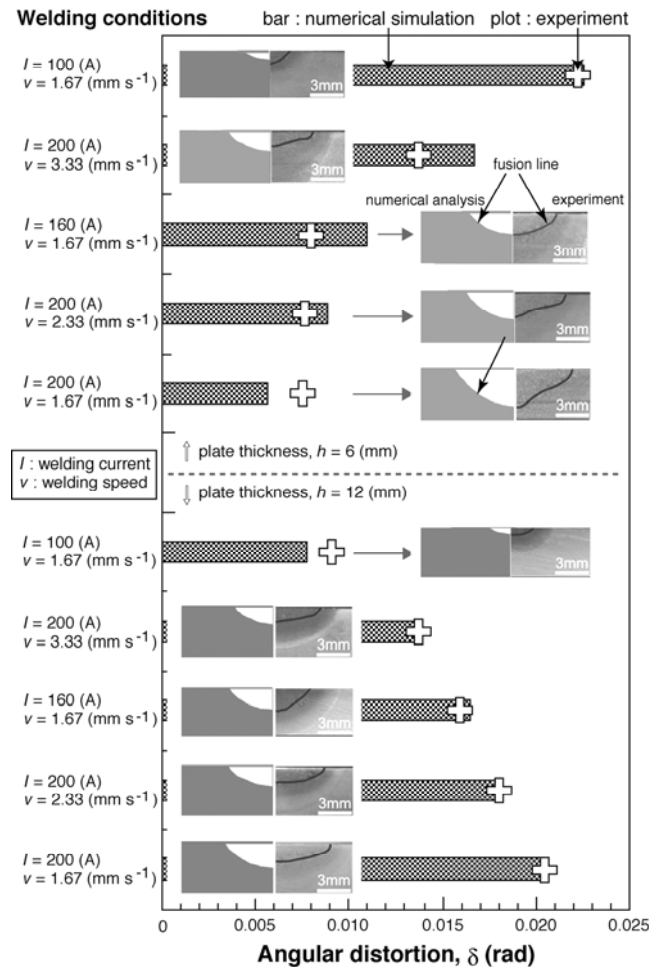 Welding conditions
bar : numerical simulation
plot : experiment
I = 100 (A)
v = 1.67 (mm s⁻¹)
3mm
I = 200 (A)
v = 3.33 (mm s⁻¹)
3mm
fusion line
numerical analysis
experiment
I = 160 (A)
v = 1.67 (mm s⁻¹)
3mm
I = 200 (A)
v = 2.33 (mm s⁻¹)
3mm
I = 200 (A)
v = 1.67 (mm s⁻¹)
3mm
⇧ plate thickness, h = 6 (mm)
I : welding current
v : welding speed
⇩ plate thickness, h = 12 (mm)
I = 100 (A)
v = 1.67 (mm s⁻¹)
3mm
I = 200 (A)
v = 3.33 (mm s⁻¹)
3mm
I = 160 (A)
v = 1.67 (mm s⁻¹)
3mm
I = 200 (A)
v = 2.33 (mm s⁻¹)
3mm
I = 200 (A)
v = 1.67 (mm s⁻¹)
3mm
0 0.005 0.010 0.015 0.020 0.025
Angular distortion, δ (rad)